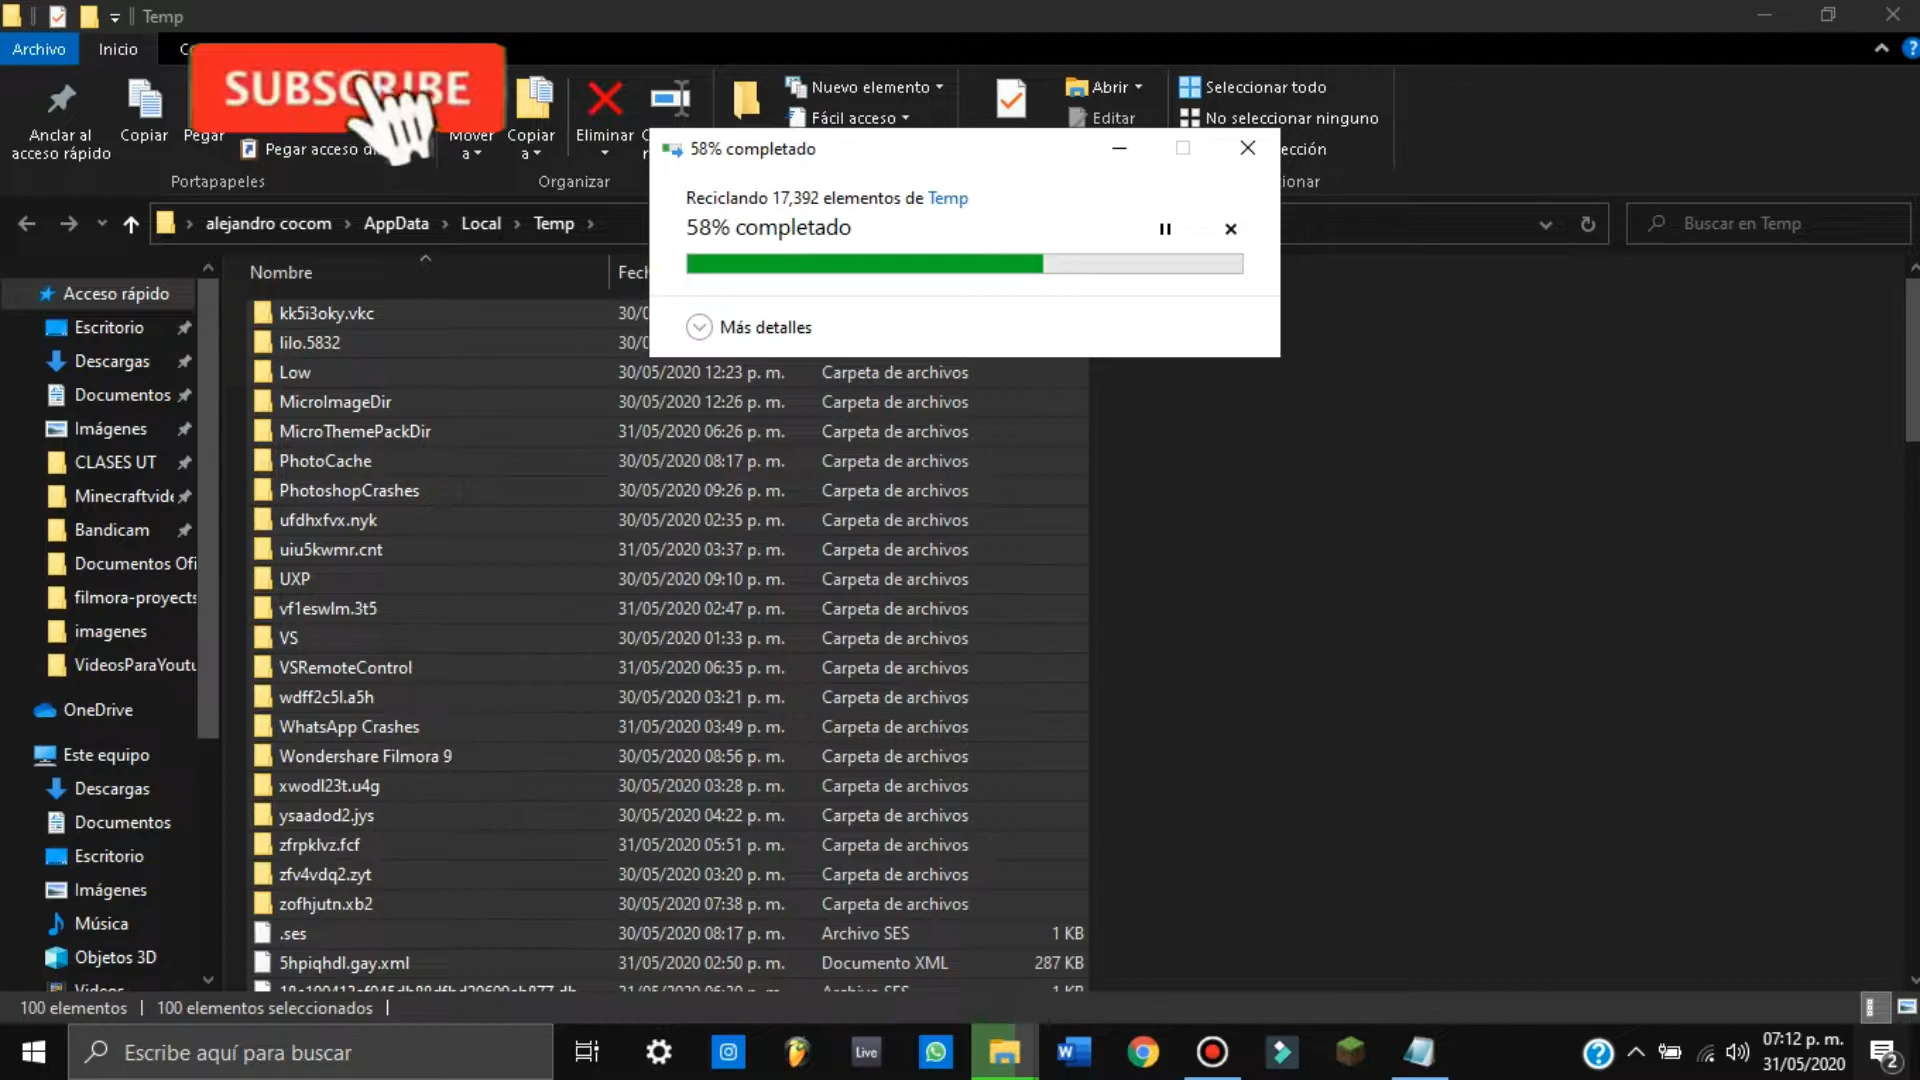 Temp
Archivo
Inicio
SUBSCRIBE
Anclar al
acceso rápido
Copiar
Pegar
Mover
a
Copiar
a
Eliminar
Nuevo elemento
Fácil acceso
Abrir
Editar
Seleccionar todo
No seleccionar ninguno
Portapapeles
Organizar
58% completado
Reciclando 17,392 elementos de Temp
58% completado
Más detalles
alejandro cocom
AppData
Local
Temp
Buscar en Temp
Nombre
Acceso rápido
Escritorio
Descargas
Documentos
Imágenes
CLASES UT
Bandicam
imagenes
OneDrive
Este equipo
Descargas
Documentos
Escritorio
Imágenes
Música
Objetos 3D
kk5i3oky.vkc
lilo.5832
Low 30/05/2020 12:23 p. m. Carpeta de archivos
MicroImageDir 30/05/2020 12:26 p. m. Carpeta de archivos
MicroThemePackDir 31/05/2020 06:26 p. m. Carpeta de archivos
PhotoCache 30/05/2020 08:17 p. m. Carpeta de archivos
PhotoshopCrashes 30/05/2020 09:26 p. m. Carpeta de archivos
ufdhxfvx.nyk 30/05/2020 02:35 p. m. Carpeta de archivos
uiu5kwmr.cnt 31/05/2020 03:37 p. m. Carpeta de archivos
UXP 30/05/2020 09:10 p. m. Carpeta de archivos
vf1eswlm.3t5 31/05/2020 02:47 p. m. Carpeta de archivos
VS 30/05/2020 01:33 p. m. Carpeta de archivos
VSRemoteControl 31/05/2020 06:35 p. m. Carpeta de archivos
wdff2c5l.a5h 30/05/2020 03:21 p. m. Carpeta de archivos
WhatsApp Crashes 31/05/2020 03:49 p. m. Carpeta de archivos
Wondershare Filmora 9 30/05/2020 08:56 p. m. Carpeta de archivos
xwodl23t.u4g 30/05/2020 03:28 p. m. Carpeta de archivos
ysaadod2.jys 30/05/2020 04:22 p. m. Carpeta de archivos
zfrpklvz.fcf 31/05/2020 05:51 p. m. Carpeta de archivos
zfv4vdq2.zyt 30/05/2020 03:20 p. m. Carpeta de archivos
zofhjutn.xb2 30/05/2020 07:38 p. m. Carpeta de archivos
.ses 30/05/2020 08:17 p. m. Archivo SES 1 KB
5hpiqhdl.gay.xml 31/05/2020 02:50 p. m. Documento XML 287 KB
100 elementos
100 elementos seleccionados
Escribe aquí para buscar
Live
07:12 p. m.
31/05/2020
2